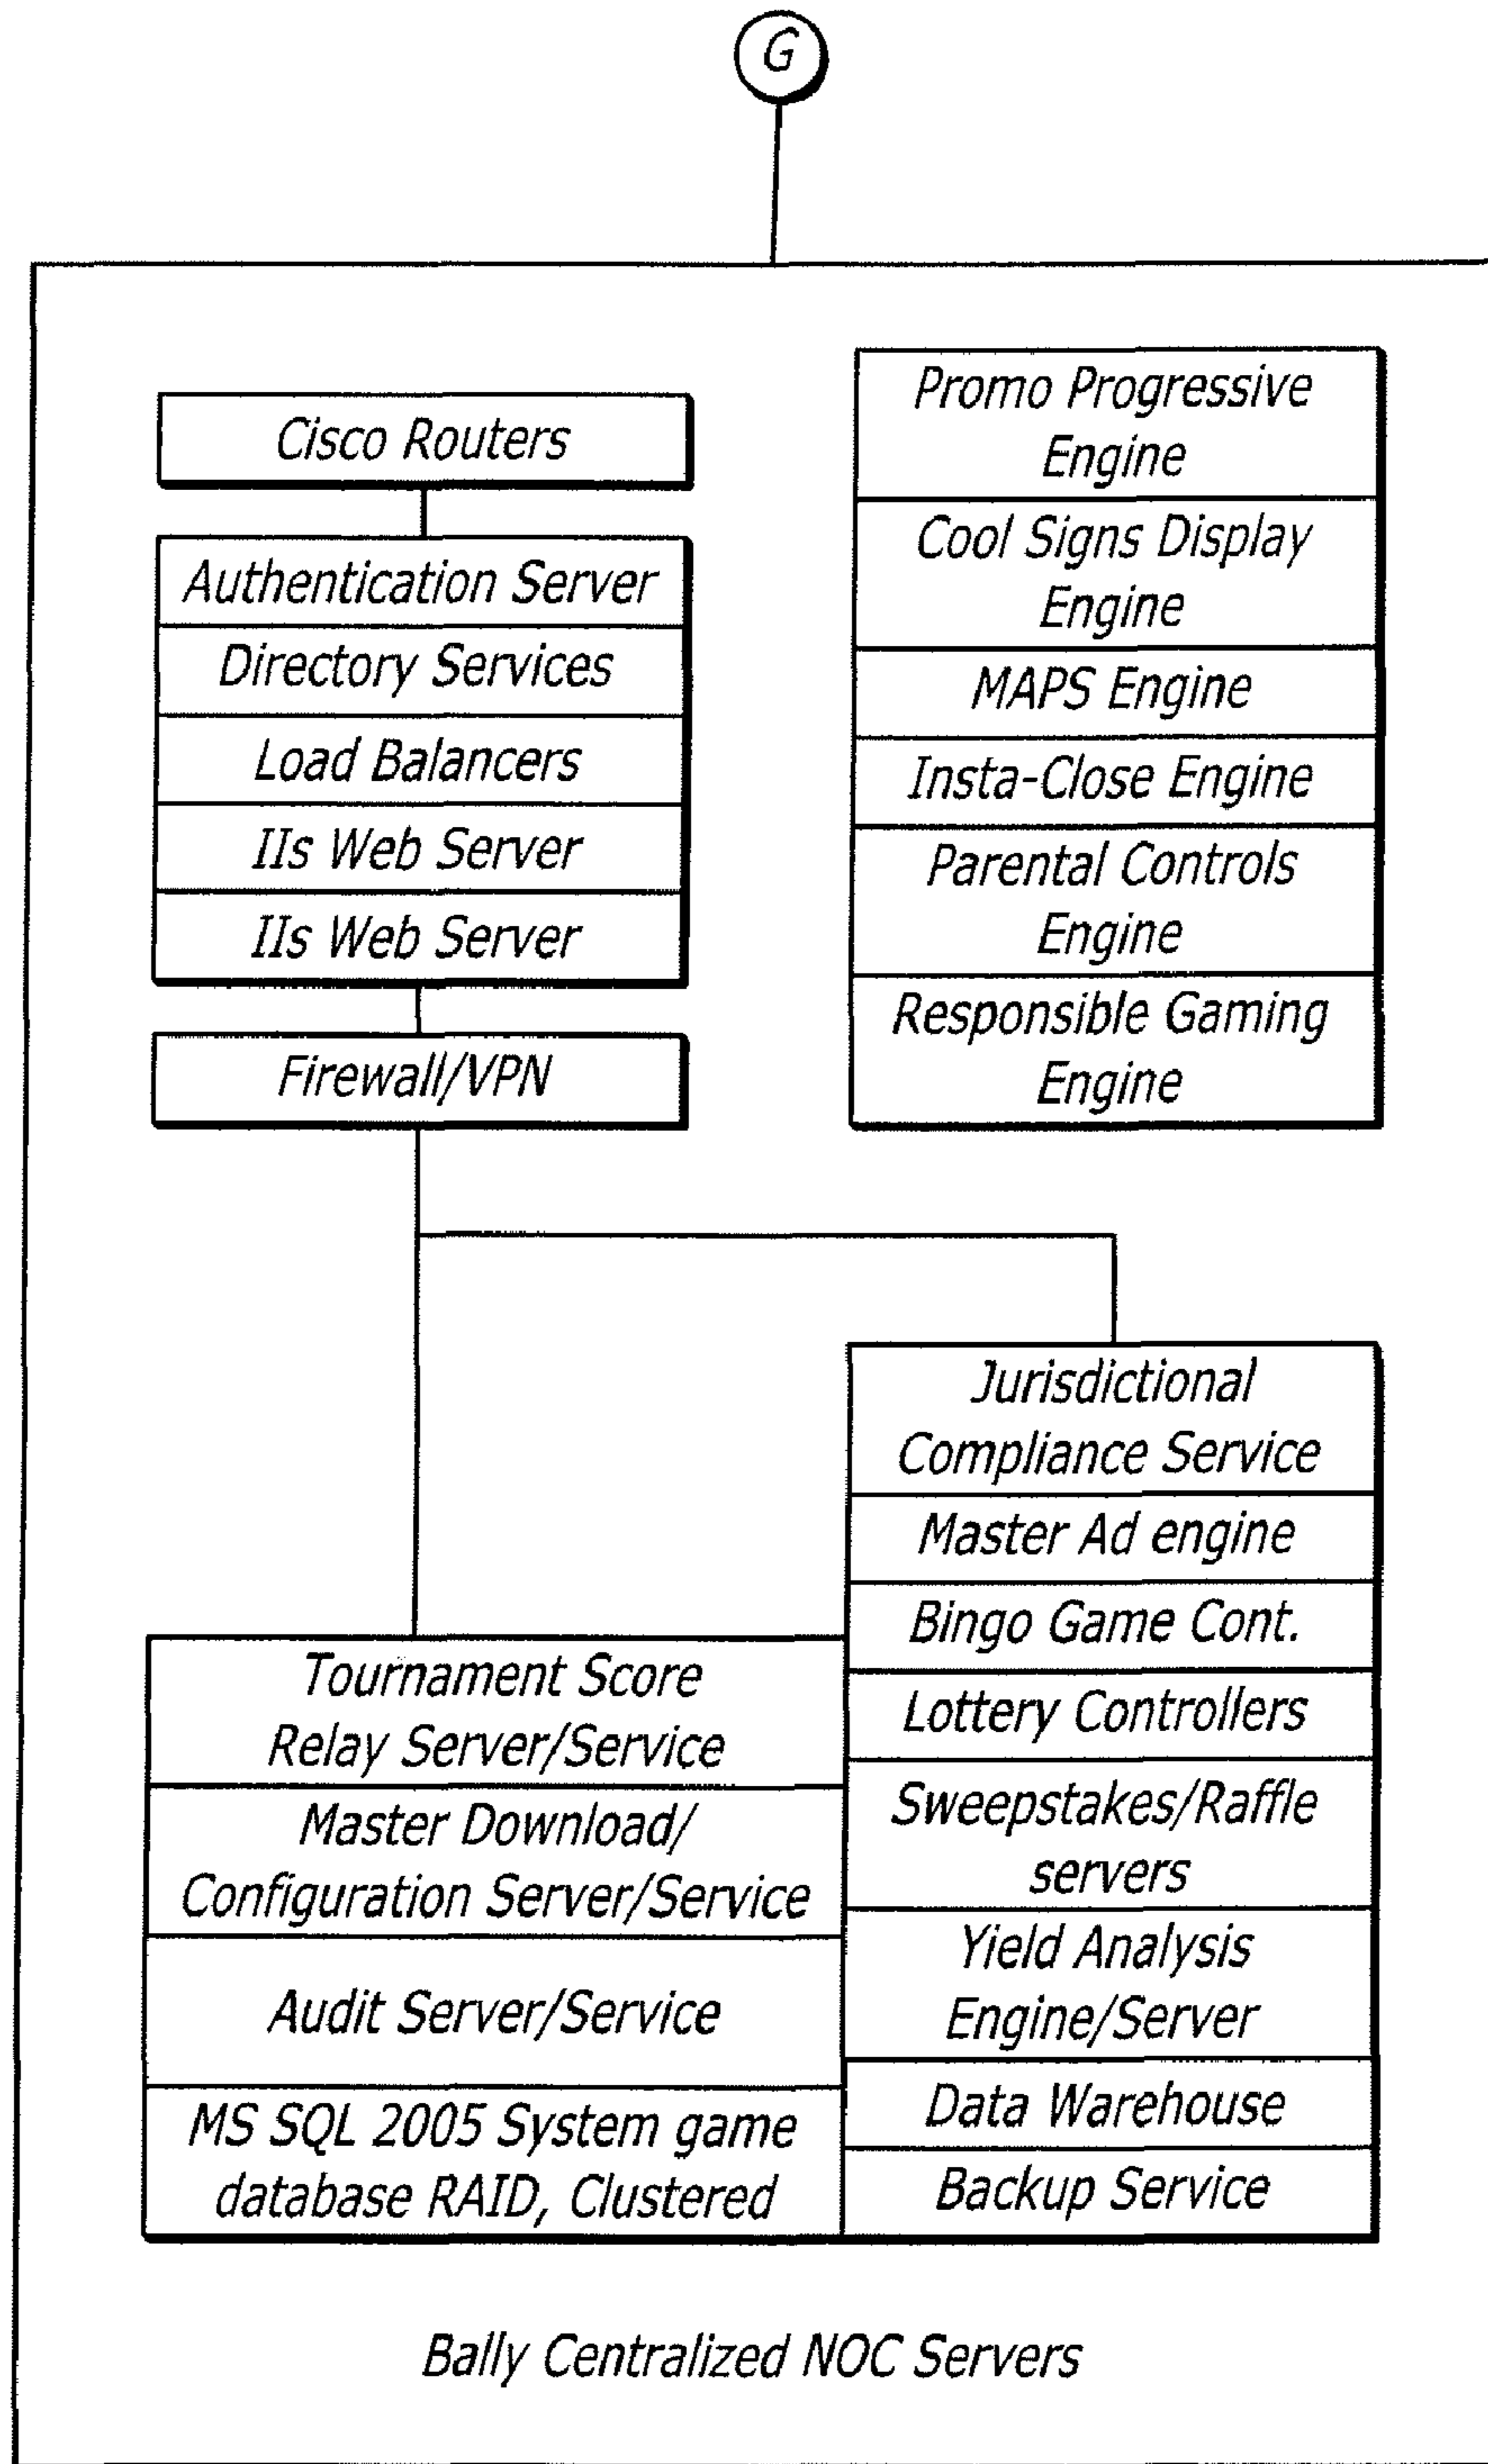 G
Cisco Routers
Authentication Server
Directory Services
Load Balancers
IIs Web Server
IIs Web Server
Firewall/VPN
Promo Progressive
Engine
Cool Signs Display
Engine
MAPS Engine
Insta-Close Engine
Parental Controls
Engine
Responsible Gaming
Engine
Tournament Score
Relay Server/Service
Master Download/
Configuration Server/Service
Audit Server/Service
MS SQL 2005 System game
database RAID, Clustered
Jurisdictional
Compliance Service
Master Ad engine
Bingo Game Cont.
Lottery Controllers
Sweepstakes/Raffle
servers
Yield Analysis
Engine/Server
Data Warehouse
Backup Service
Bally Centralized NOC Servers